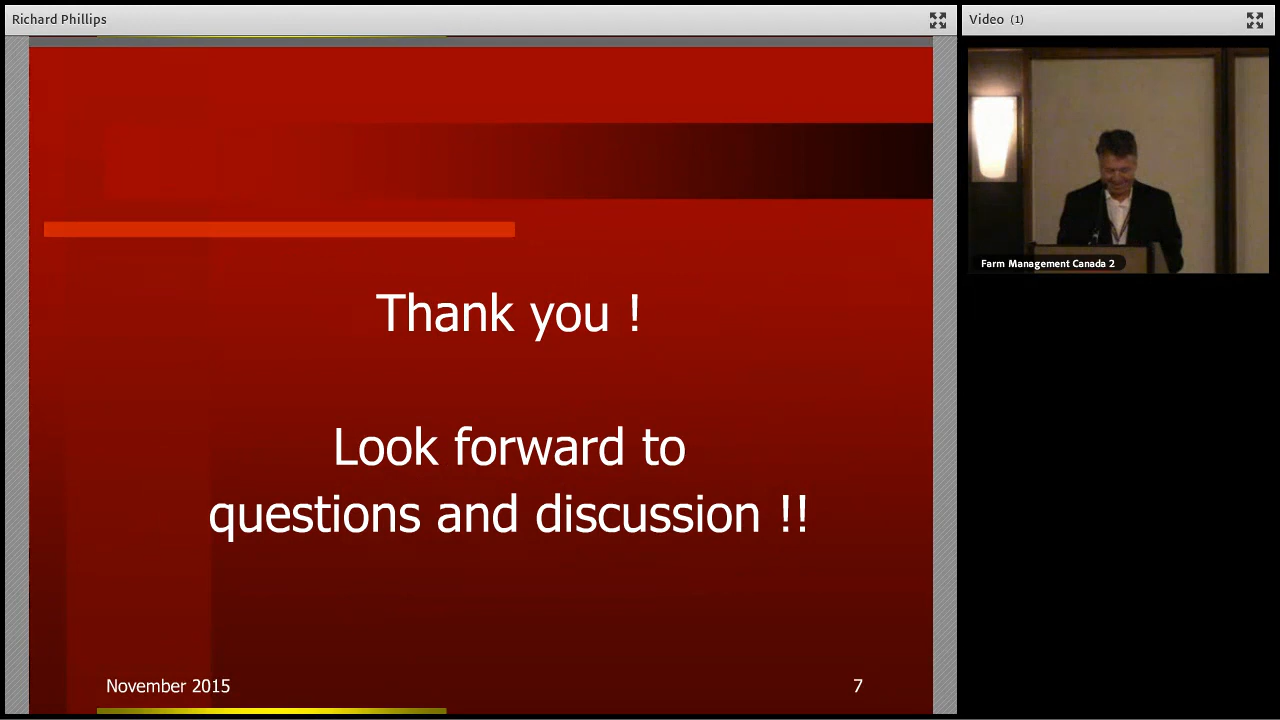 Richard Phillips
Video (1)
Farm Management Canada 2
Thank you !
Look forward to
questions and discussion !!
November 2015
7